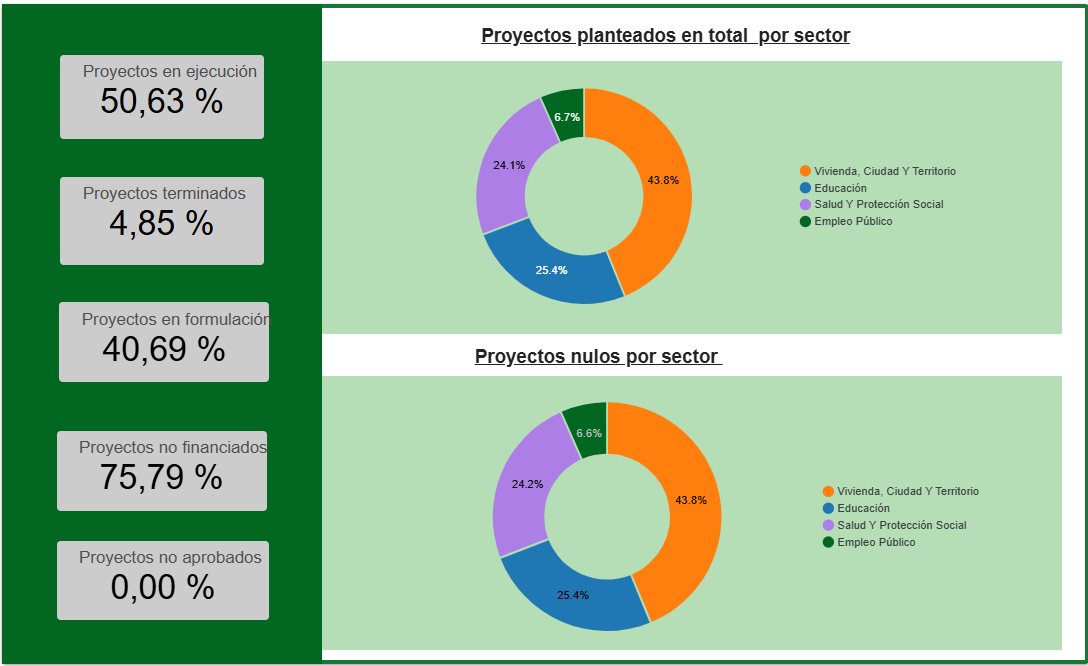 Proyectos en ejecución
50,63 %
Proyectos terminados
4,85 %
Proyectos en formulación
40,69 %
Proyectos no financiados
75,79 %
Proyectos no aprobados
0,00 %
Proyectos planteados en total por sector
6.7%
24.1%
43.8%
25.4%
Vivienda, Ciudad Y Territorio
Educación
Salud Y Protección Social
Empleo Público
Proyectos nulos por sector
6.6%
24.2%
43.8%
25.4%
Vivienda, Ciudad Y Territorio
Educación
Salud Y Protección Social
Empleo Público